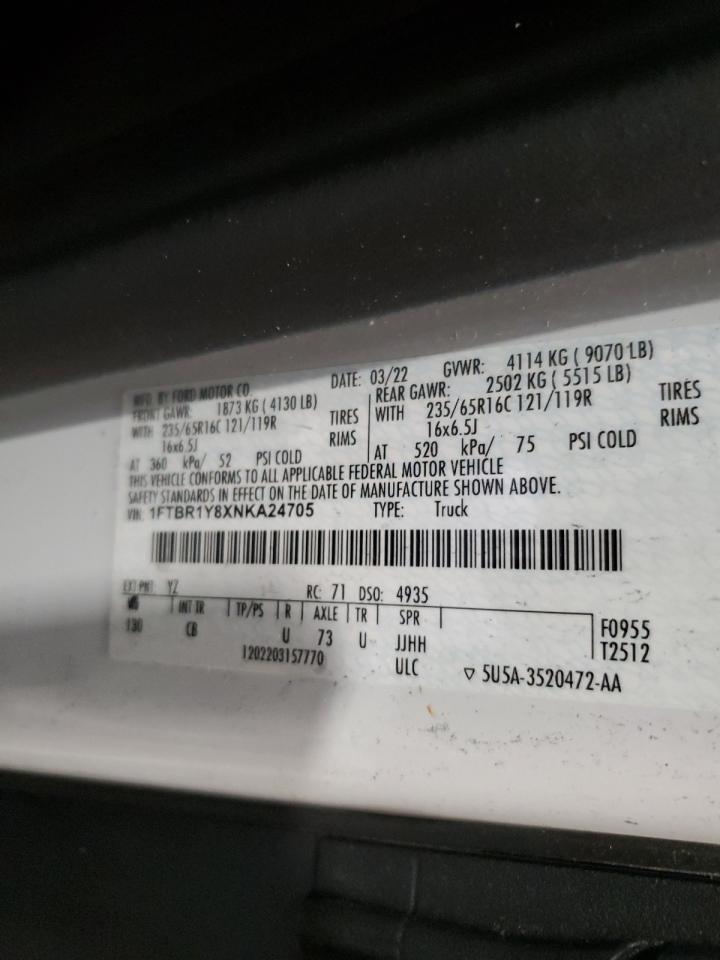 MFD. BY FORD MOTOR CO. DATE: 03/22 GVWR: 4114 KG ( 9070 LB)
FRONT GAWR: 1873 KG ( 4130 LB) REAR GAWR: 2502 KG ( 5515 LB)
WITH 235/65R16C 121/119R TIRES WITH 235/65R16C 121/119R TIRES
16x6.5J RIMS 16x6.5J RIMS
AT 360 kPa/ 52 PSI COLD AT 520 kPa/ 75 PSI COLD
THIS VEHICLE CONFORMS TO ALL APPLICABLE FEDERAL MOTOR VEHICLE
SAFETY STANDARDS IN EFFECT ON THE DATE OF MANUFACTURE SHOWN ABOVE.
VIN: 1FTBR1Y8XNKA24705 TYPE: Truck
EXT PNT: YZ RC: 71 DSO: 4935
WB INT TR TP/PS R AXLE TR SPR
130 CB U 73 U JJHH F0955
1202203157770 ULC T2512
▽ 5U5A-3520472-AA